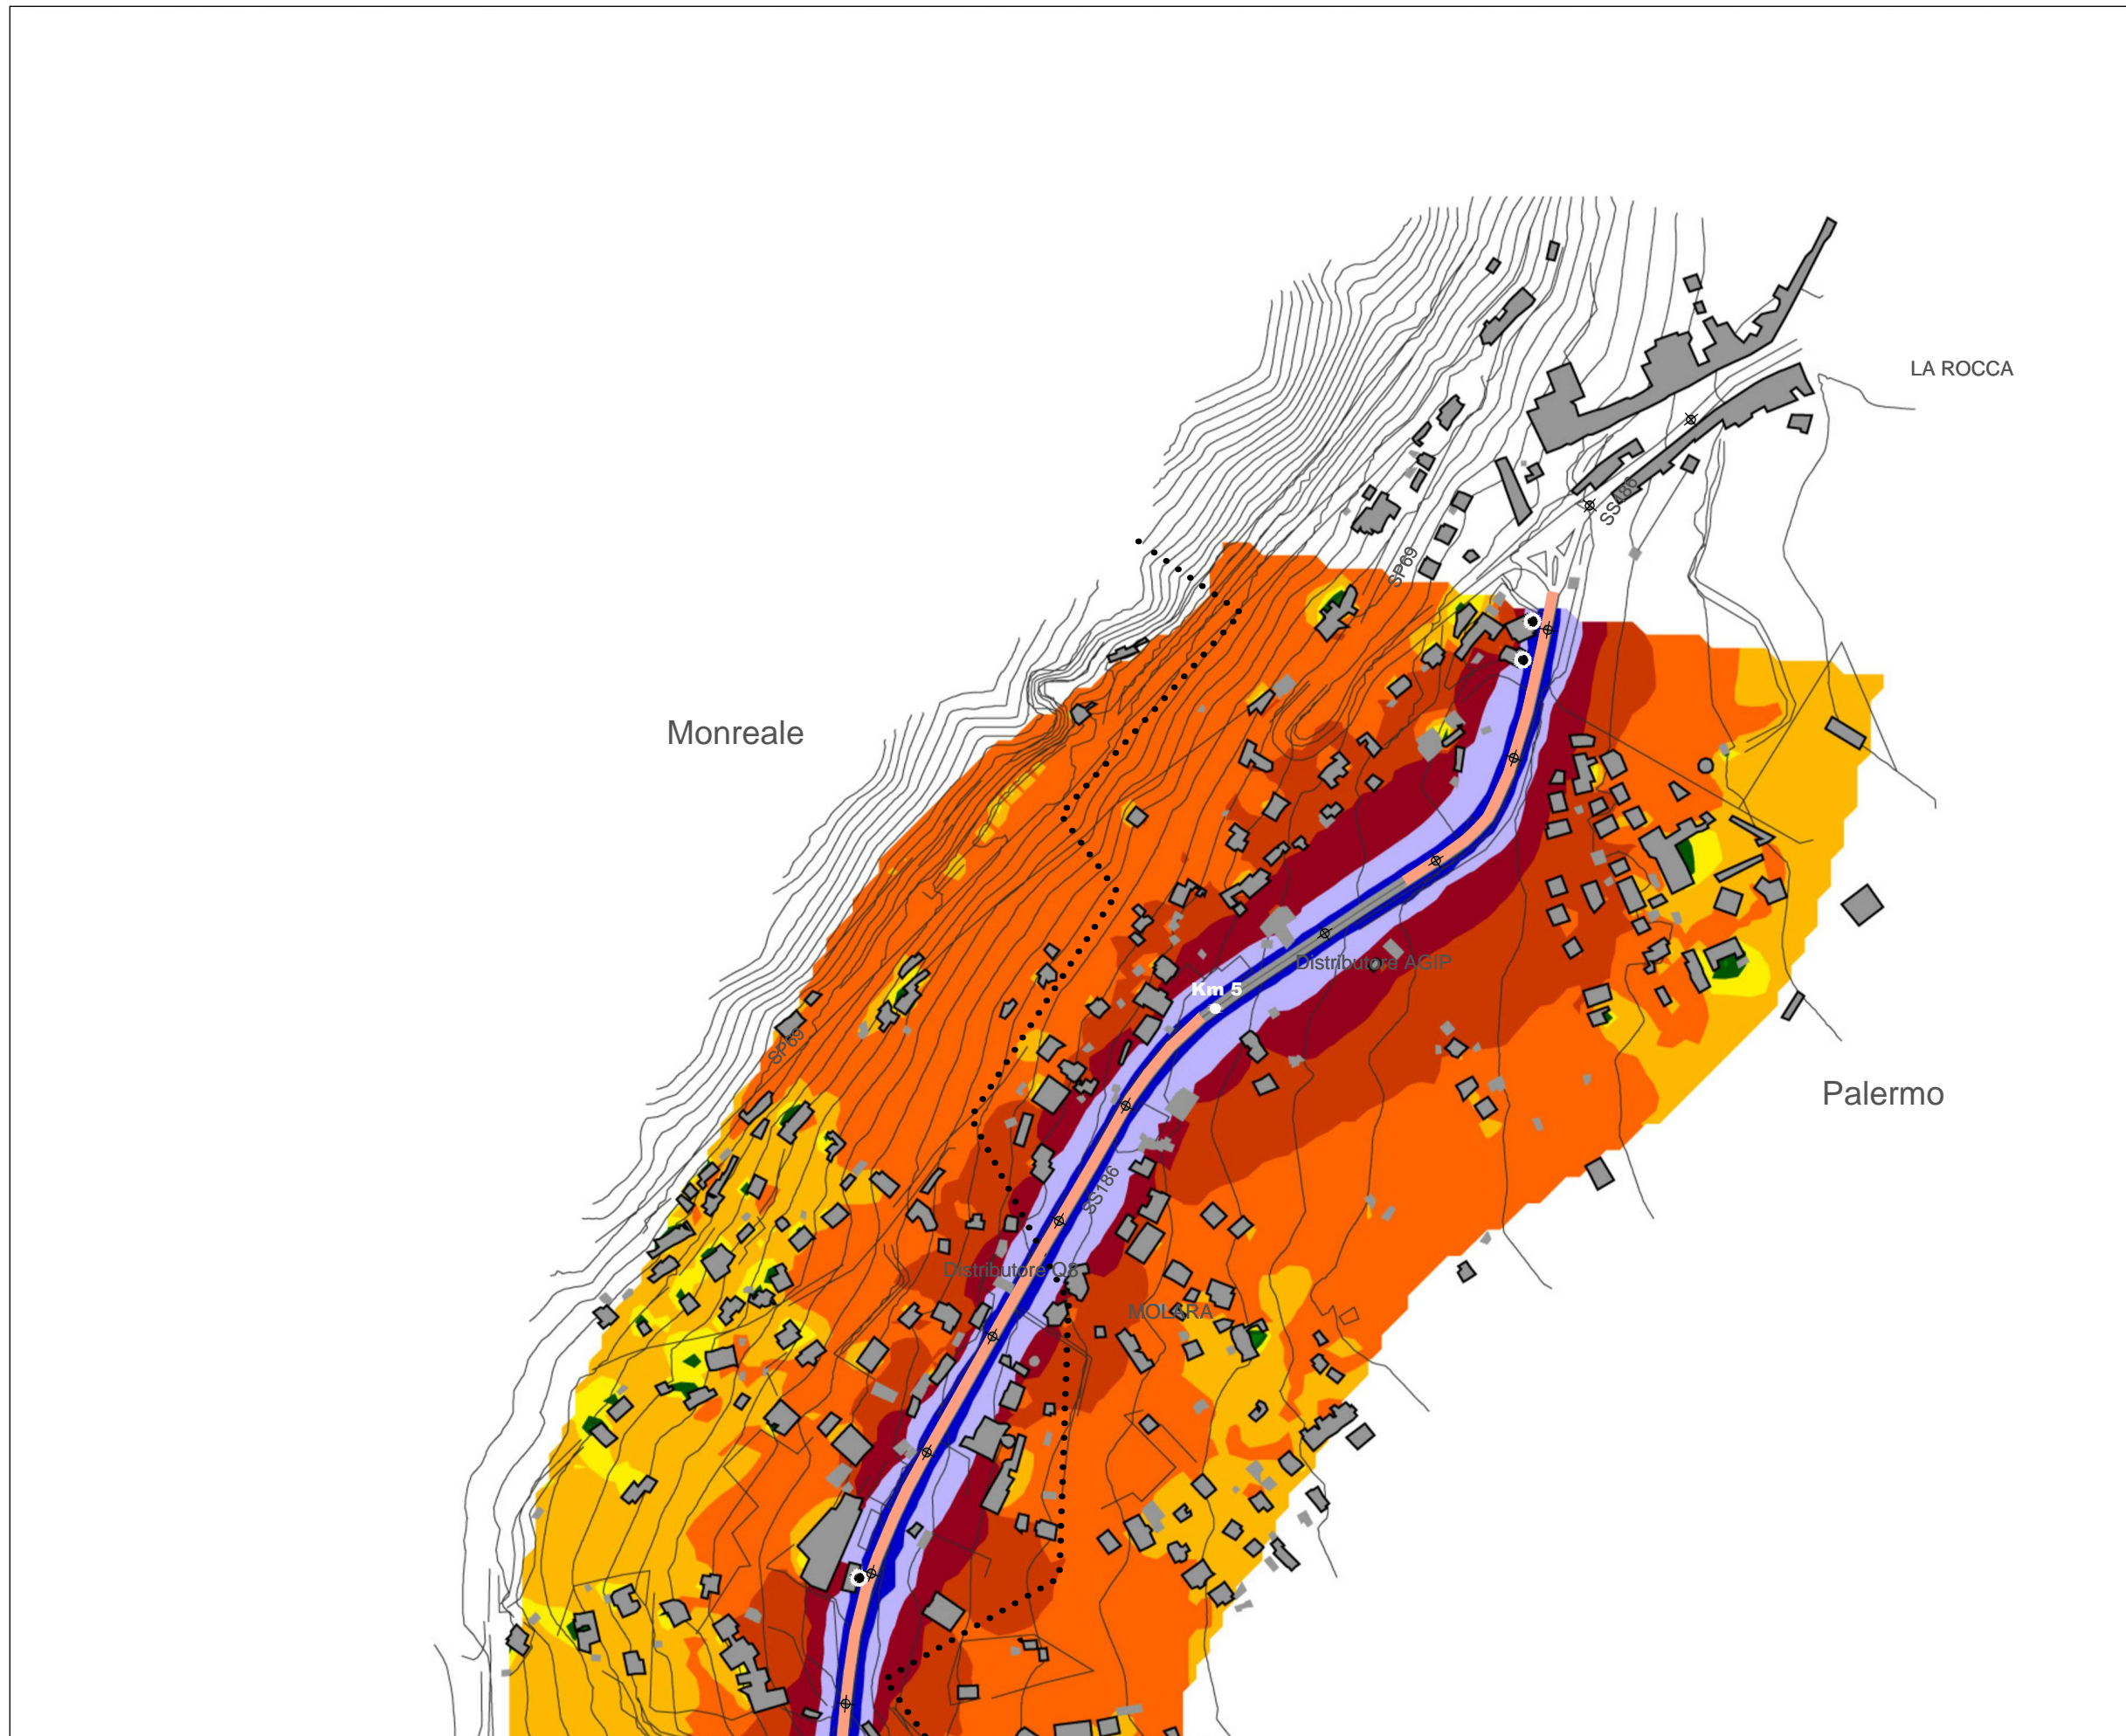 LA ROCCA
SS186
SP69
Monreale
Distributore AGIP
Km 5
SP69
Palermo
SS186
Distributore Q8
MOLARA